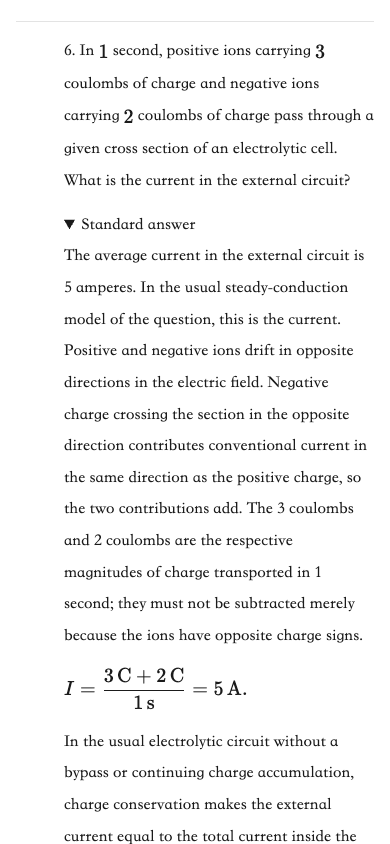 6. In 1 second, positive ions carrying 3
coulombs of charge and negative ions
carrying 2 coulombs of charge pass through a
given cross section of an electrolytic cell.
What is the current in the external circuit?
▼ Standard answer
The average current in the external circuit is
5 amperes. In the usual steady-conduction
model of the question, this is the current.
Positive and negative ions drift in opposite
directions in the electric field. Negative
charge crossing the section in the opposite
direction contributes conventional current in
the same direction as the positive charge, so
the two contributions add. The 3 coulombs
and 2 coulombs are the respective
magnitudes of charge transported in 1
second; they must not be subtracted merely
because the ions have opposite charge signs.
I = (3 C + 2 C) / (1 s) = 5 A.
In the usual electrolytic circuit without a
bypass or continuing charge accumulation,
charge conservation makes the external
current equal to the total current inside the